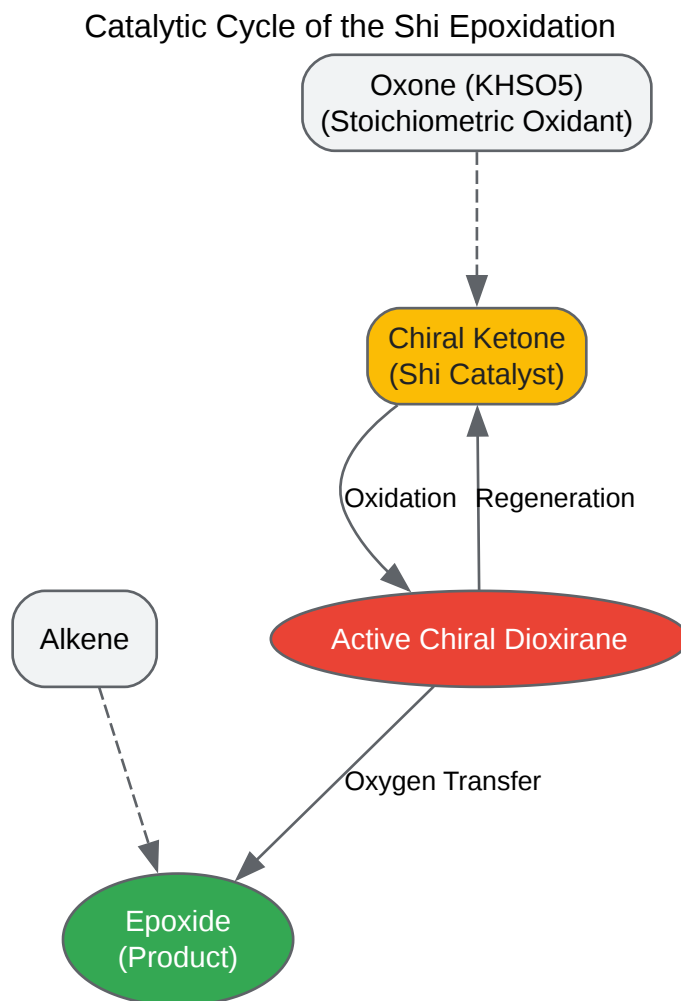 Catalytic Cycle of the Shi Epoxidation
Oxone (KHSO5)
(Stoichiometric Oxidant)
Chiral Ketone
(Shi Catalyst)
Oxidation
Regeneration
Alkene
Active Chiral Dioxirane
Oxygen Transfer
Epoxide
(Product)